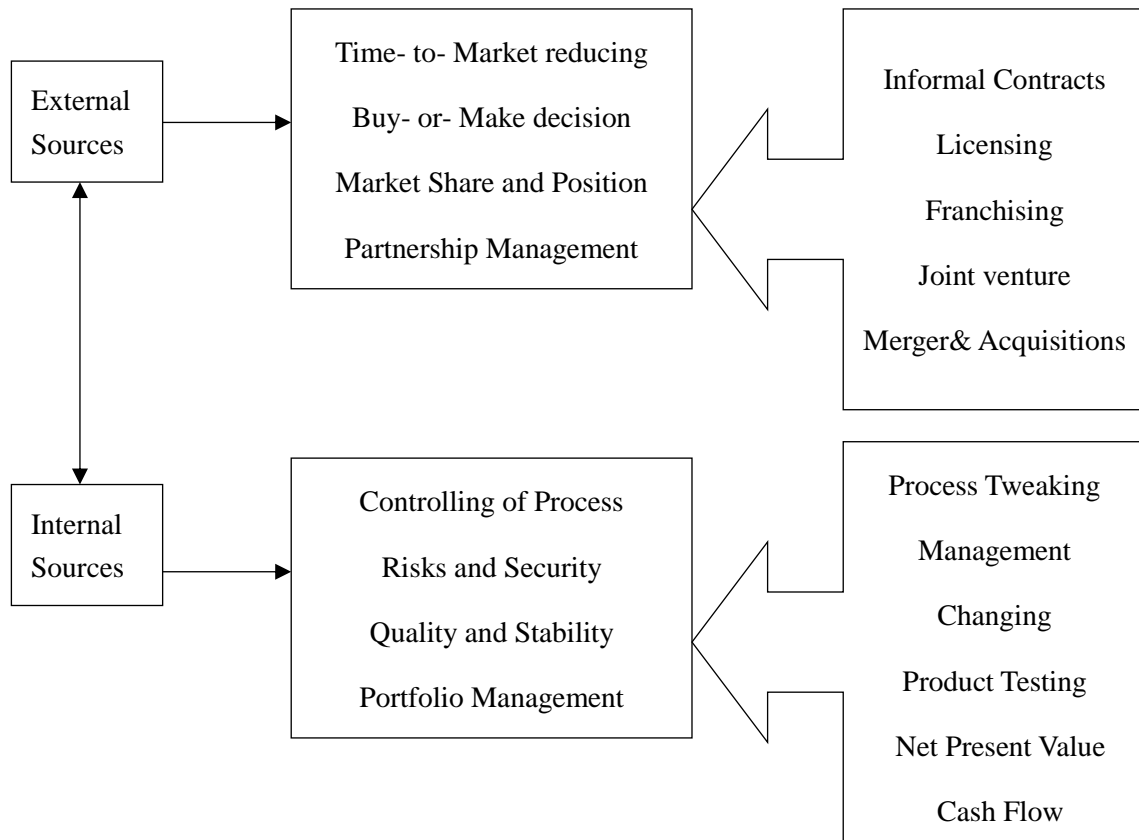 External
Sources
Time- to- Market reducing
Buy- or- Make decision
Market Share and Position
Partnership Management
Informal Contracts
Licensing
Franchising
Joint venture
Merger& Acquisitions
Internal
Sources
Controlling of Process
Risks and Security
Quality and Stability
Portfolio Management
Process Tweaking
Management
Changing
Product Testing
Net Present Value
Cash Flow